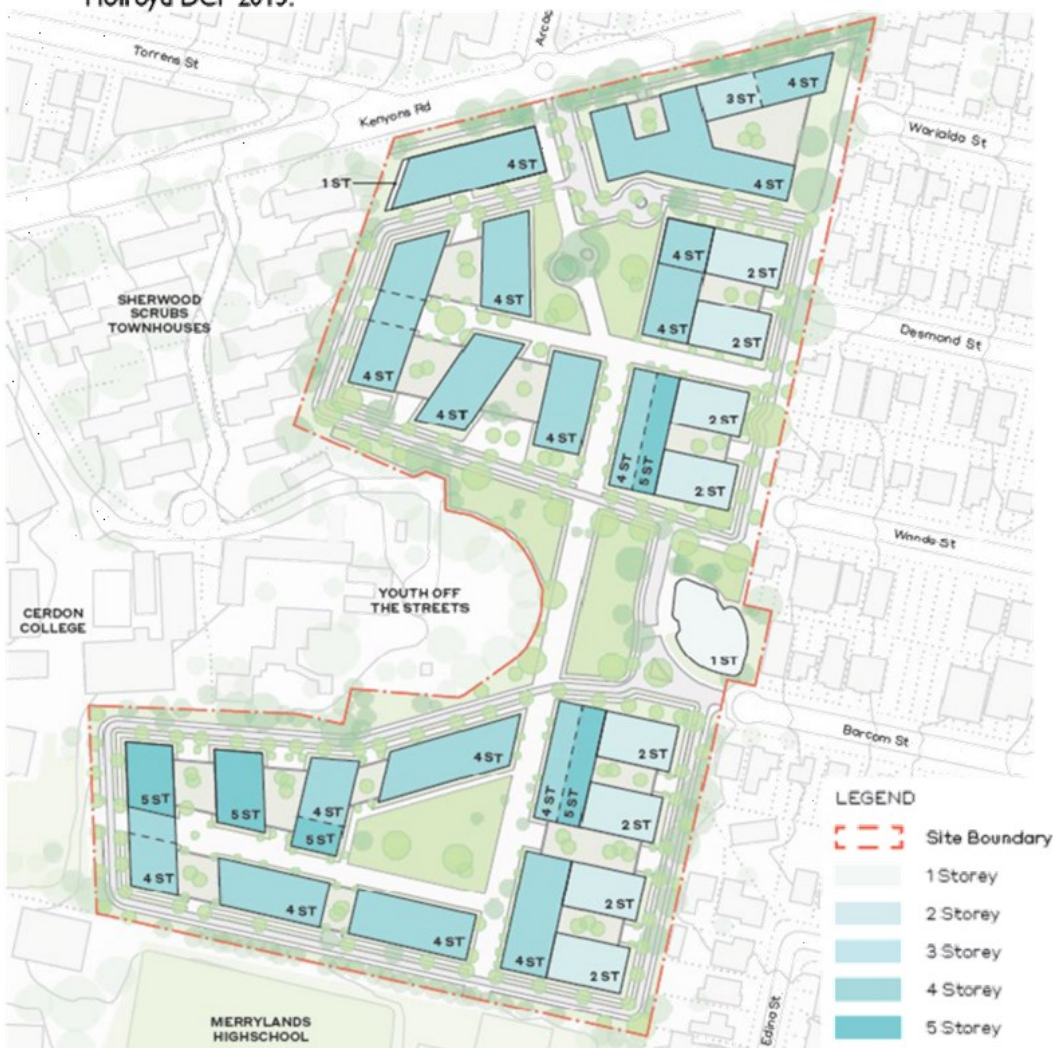 Holroyd DCP 2013.
Torrens St
Kenyons Rd
Warialda St
Desmond St
Wanda St
Barcom St
Edina St
SHERWOOD
SCRUBS
TOWNHOUSES
CERDON
COLLEGE
YOUTH OFF
THE STREETS
MERRYLANDS
HIGHSCHOOL
3 ST
4 ST
4 ST
1 ST
4 ST
4 ST
2 ST
4 ST
2 ST
4 ST
4 ST
4 ST
4 ST
2 ST
4 ST
5 ST
2 ST
1 ST
4 ST
4 ST
5 ST
2 ST
2 ST
5 ST
5 ST
4 ST
5 ST
4 ST
4 ST
4 ST
4 ST
2 ST
2 ST
LEGEND
Site Boundary
1 Storey
2 Storey
3 Storey
4 Storey
5 Storey